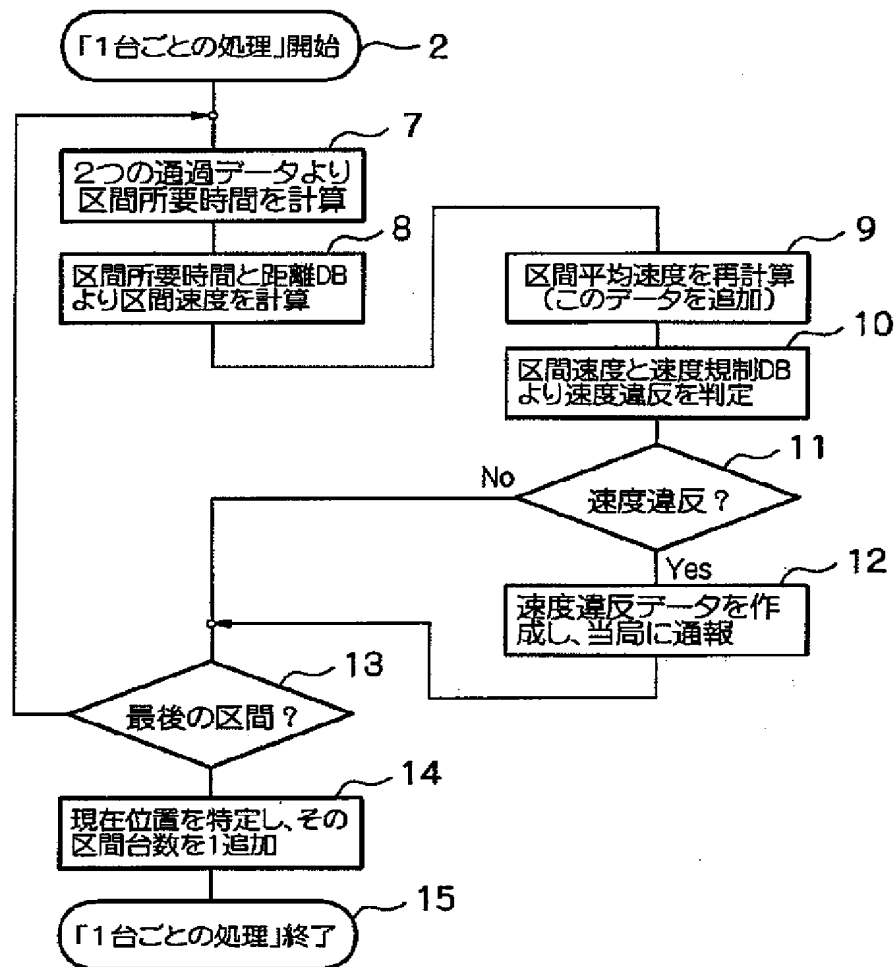 「1台ごとの処理」開始
2
7
2つの通過データより
区間所要時間を計算
8
区間所要時間と距離DB
より区間速度を計算
9
区間平均速度を再計算
(このデータを追加)
10
区間速度と速度規制DB
より速度違反を判定
11
速度違反?
No
Yes
12
速度違反データを作
成し、当局に通報
13
最後の区間?
14
現在位置を特定し、その
区間台数を1追加
15
「1台ごとの処理」終了